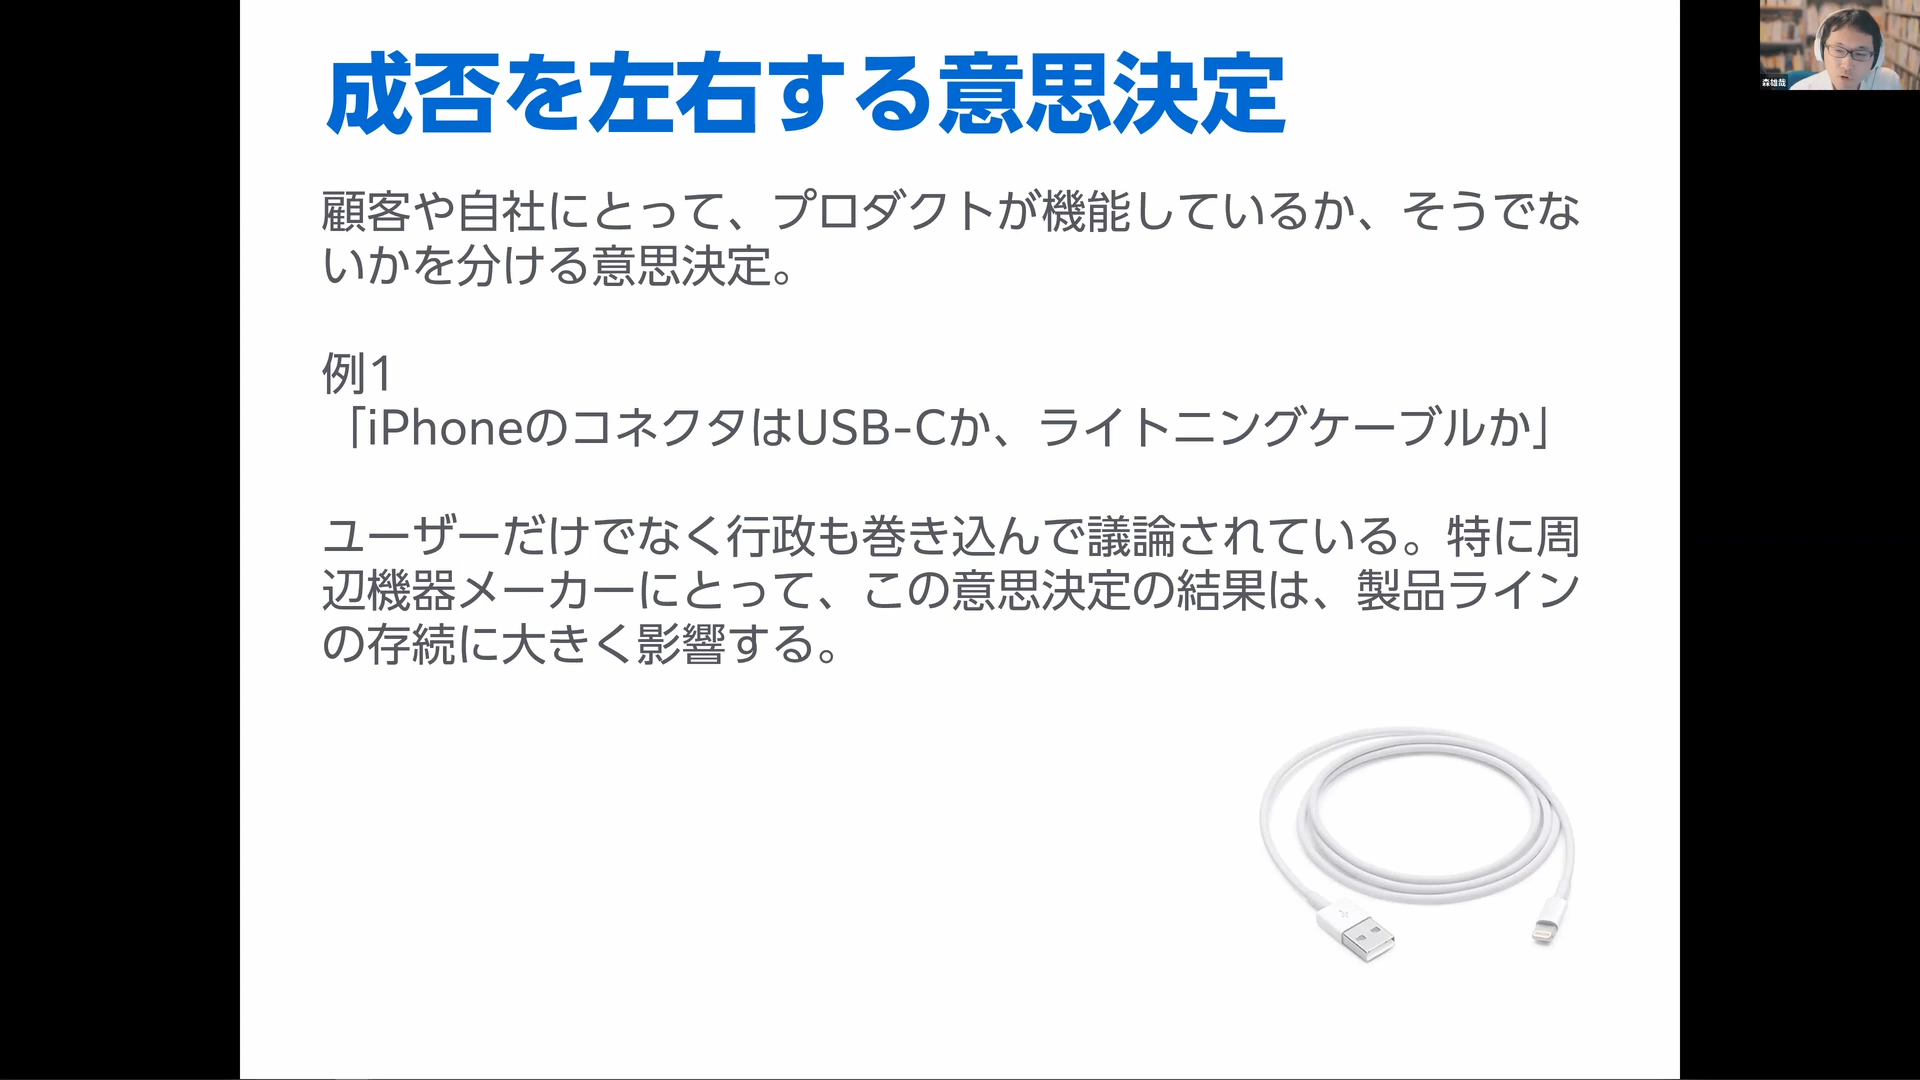 成否を左右する意思決定
森雄哉
顧客や自社にとって、プロダクトが機能しているか、そうでな
いかを分ける意思決定。
例1
「iPhoneのコネクタはUSB-Cか、ライトニングケーブルか」
ユーザーだけでなく行政も巻き込んで議論されている。特に周
辺機器メーカーにとって、この意思決定の結果は、製品ライン
の存続に大きく影響する。